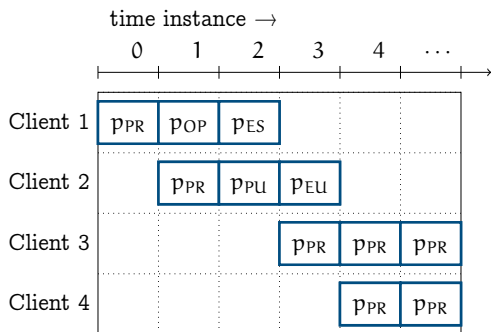 time instance →
0 1 2 3 4 ⋯
Client 1 pPR pOP pES
Client 2 pPR pPU pEU
Client 3 pPR pPR pPR
Client 4 pPR pPR